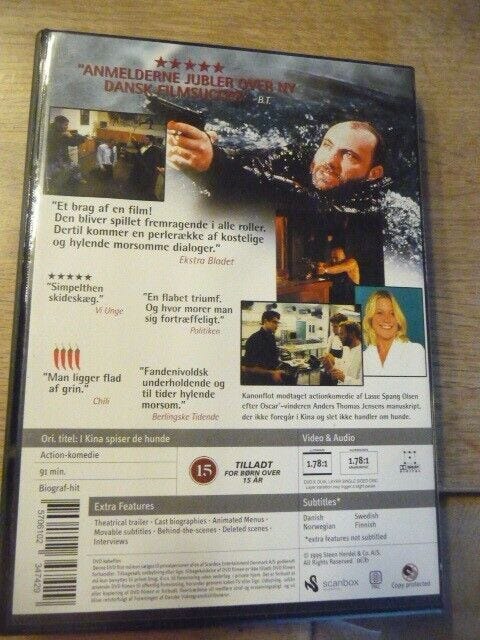 ★★★★★
"ANMELDERNE JUBLER OVER NY
DANSK FILMSUCCES" - B.T.
"Et brag af en film!
Den bliver spillet fremragende i alle roller.
Dertil kommer en perlerække af kostelige
og hylende morsomme dialoger."
Ekstra Bladet
★★★★★
"Simpelthen
skideskæg."
Vi Unge
"En flabet triumf.
Og hvor morer man
sig fortræffeligt."
Politiken
"Man ligger flad
af grin."
Chili
"Fandenivoldsk
underholdende og
til tider hylende
morsom."
Berlingske Tidende
Kanonflot modtaget actionkomedie af Lasse Spang Olsen
efter Oscar-vinderen Anders Thomas Jensens manuskript,
der ikke foregår i Kina og slet ikke handler om hunde.
Ori. titel: I Kina spiser de hunde
Action-komedie
91 min.
Biograf-hit
15
TILLADT
FOR BØRN OVER
15 ÅR
Video & Audio
1.78:1
1.78:1
Extra Features
Theatrical trailer - Cast biographies - Animated Menus -
Movable subtitles - Behind-the-scenes - Deleted scenes -
Interviews
Subtitles*
Danish Swedish
Norwegian Finnish
*extra features not subtitled
© 1999 Steen Herdel & Co. A/S.
All Rights Reserved.
scanbox
Copy protected